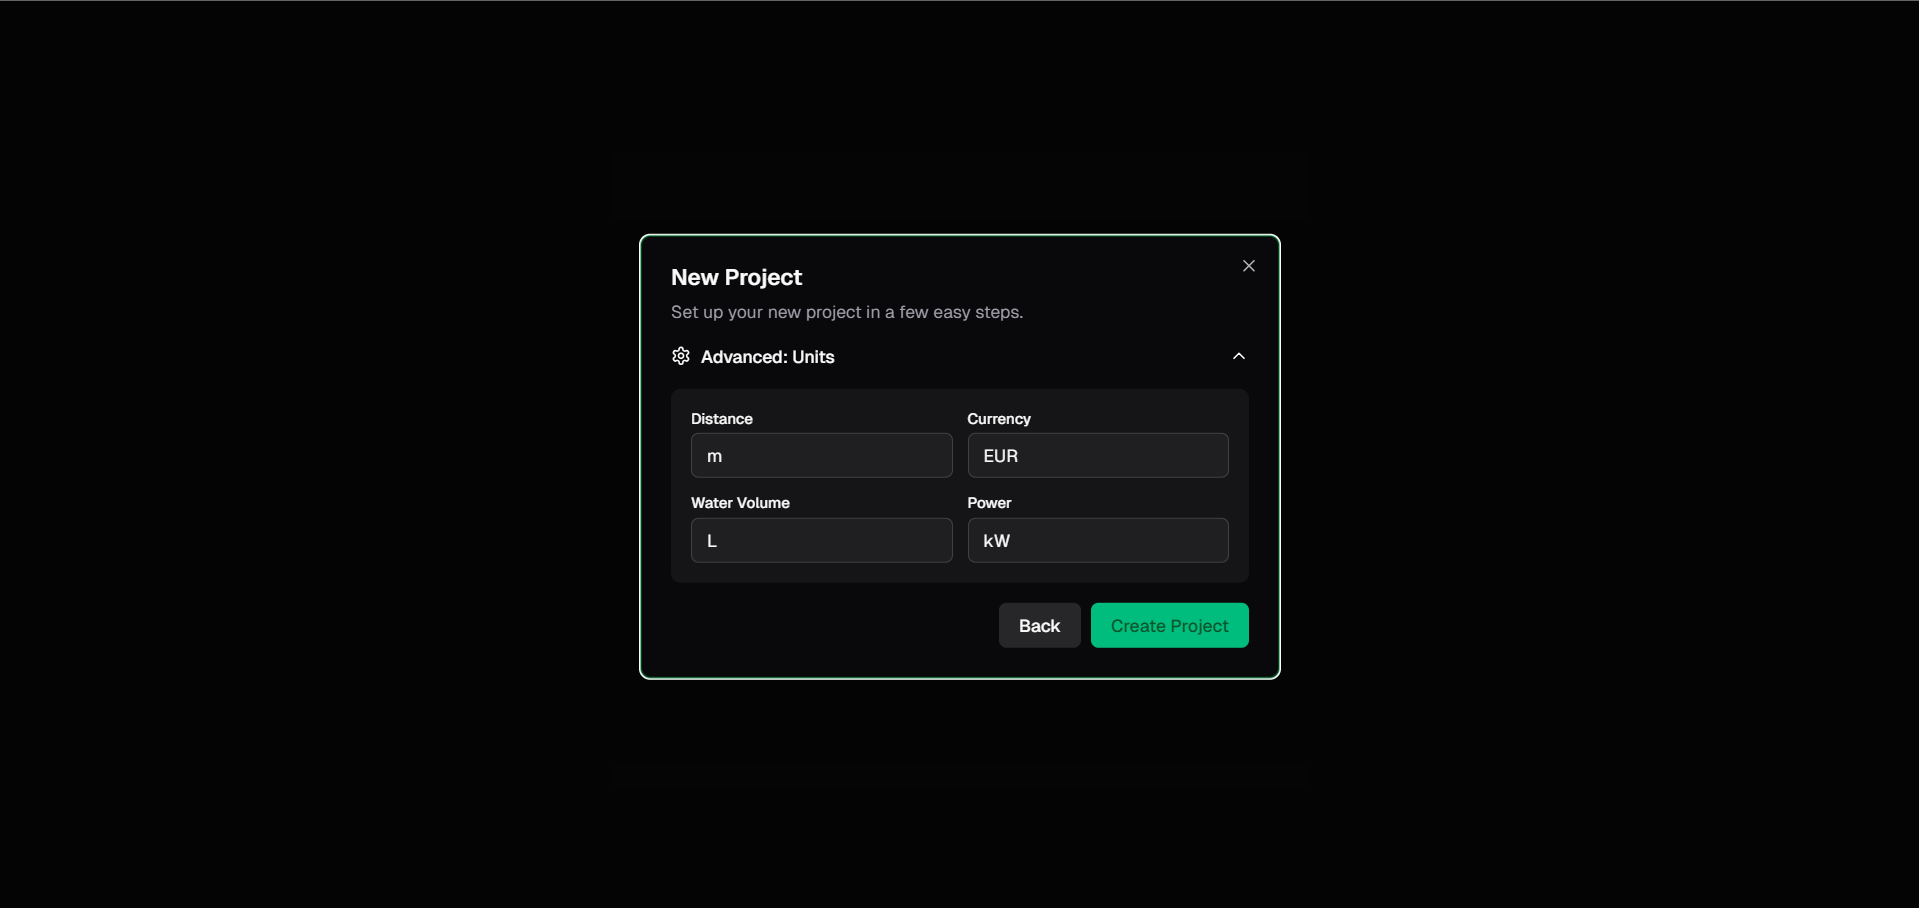 New Project
Set up your new project in a few easy steps.
Advanced: Units
Distance
Currency
m
EUR
Water Volume
Power
L
kW
Back
Create Project